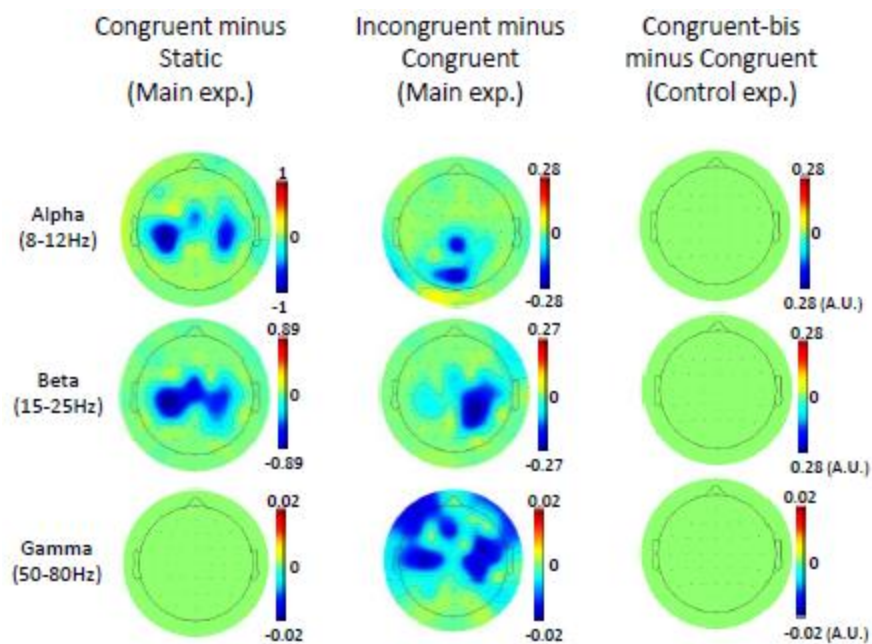 Congruent minus
Static
(Main exp.)
Incongruent minus
Congruent
(Main exp.)
Congruent-bis
minus Congruent
(Control exp.)
Alpha
(8-12Hz)
1
0
-1
0.28
0
-0.28
0.28
0
0.28 (A.U.)
Beta
(15-25Hz)
0.89
0
-0.89
0.27
0
-0.27
0.28
0
0.28 (A.U.)
Gamma
(50-80Hz)
0.02
0
-0.02
0.02
0
-0.02
0.02
0
-0.02 (A.U.)